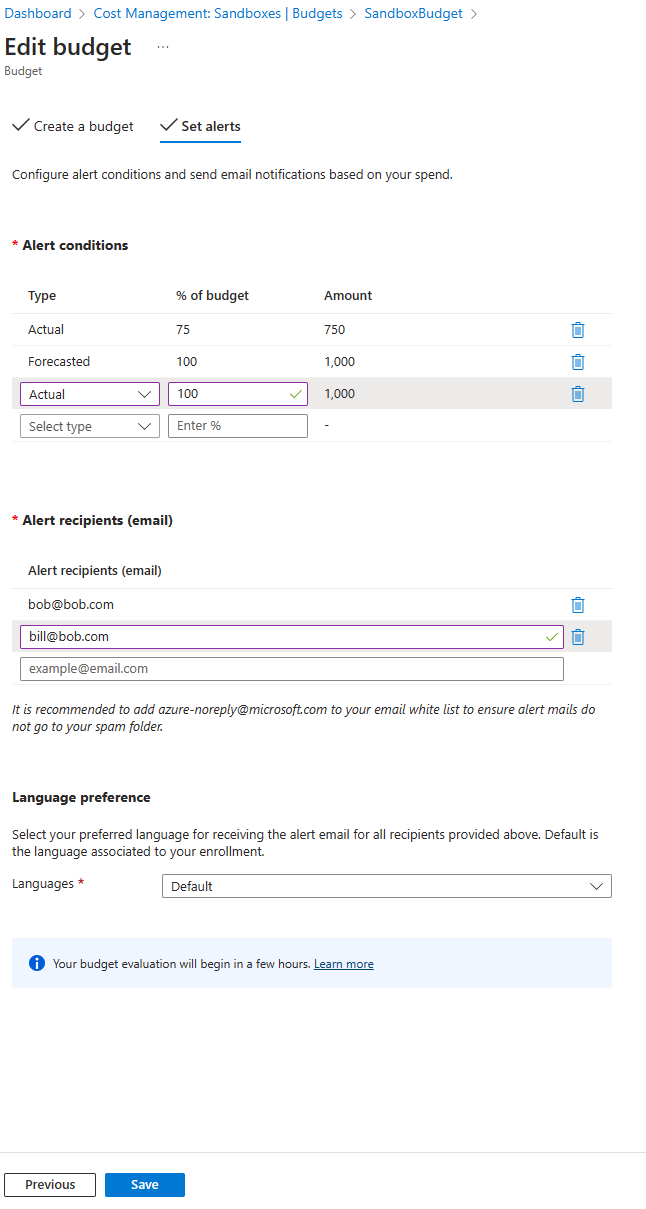 Dashboard > Cost Management: Sandboxes | Budgets > SandboxBudget >
Edit budget ...
Budget
Create a budget Set alerts
Configure alert conditions and send email notifications based on your spend.
* Alert conditions
Type % of budget Amount
Actual 75 750
Forecasted 100 1,000
Actual 100 1,000
Select type Enter % -
* Alert recipients (email)
Alert recipients (email)
bob@bob.com
bill@bob.com
example@email.com
It is recommended to add azure-noreply@microsoft.com to your email white list to ensure alert mails do
not go to your spam folder.
Language preference
Select your preferred language for receiving the alert email for all recipients provided above. Default is
the language associated to your enrollment.
Languages * Default
Your budget evaluation will begin in a few hours. Learn more
Previous Save